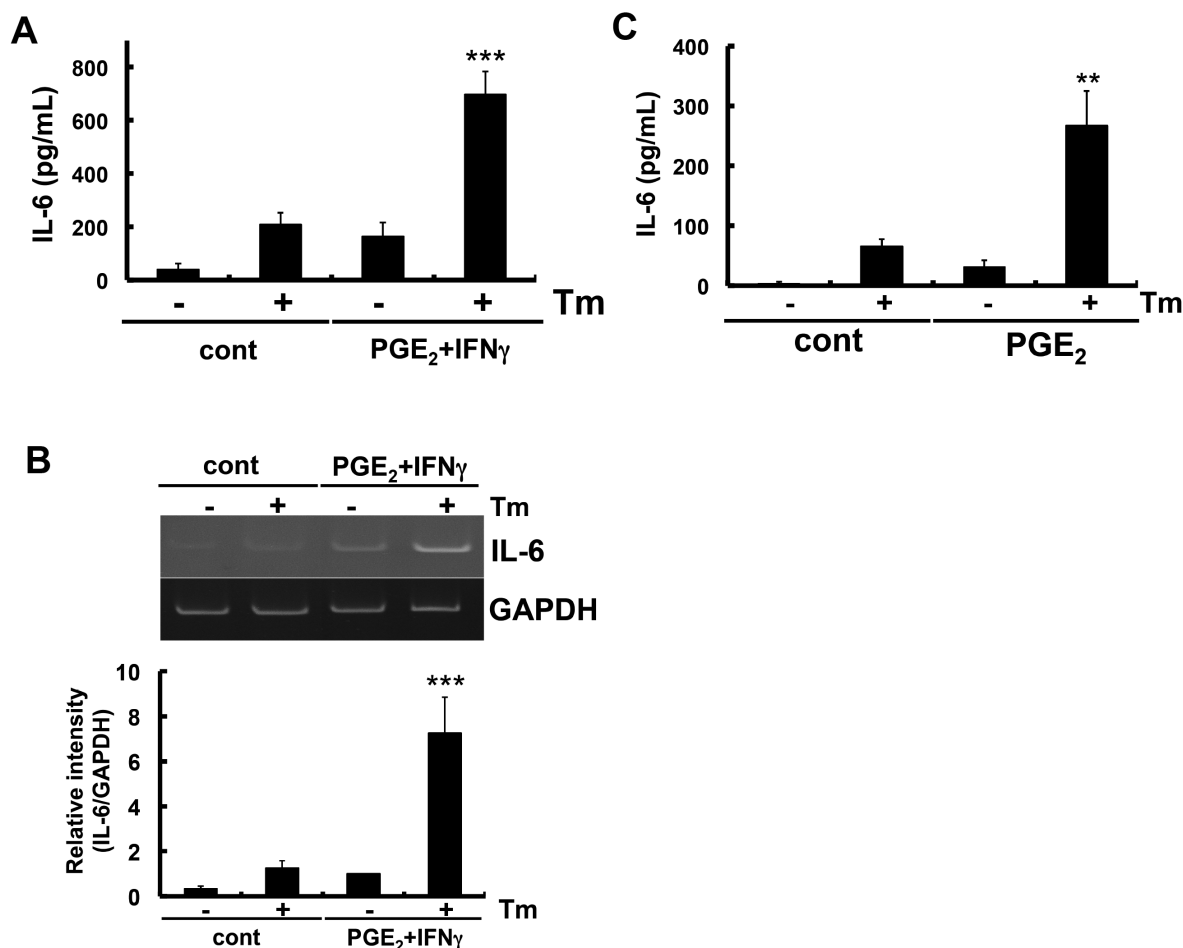 A
IL-6 (pg/mL)
800
600
400
200
0
***
- + - + Tm
cont PGE₂+IFNγ
C
IL-6 (pg/mL)
400
300
200
100
0
**
- + - + Tm
cont PGE₂
B
cont PGE₂+IFNγ
- + - + Tm
IL-6
GAPDH
Relative intensity
(IL-6/GAPDH)
10
8
6
4
2
0
***
- + - + Tm
cont PGE₂+IFNγ